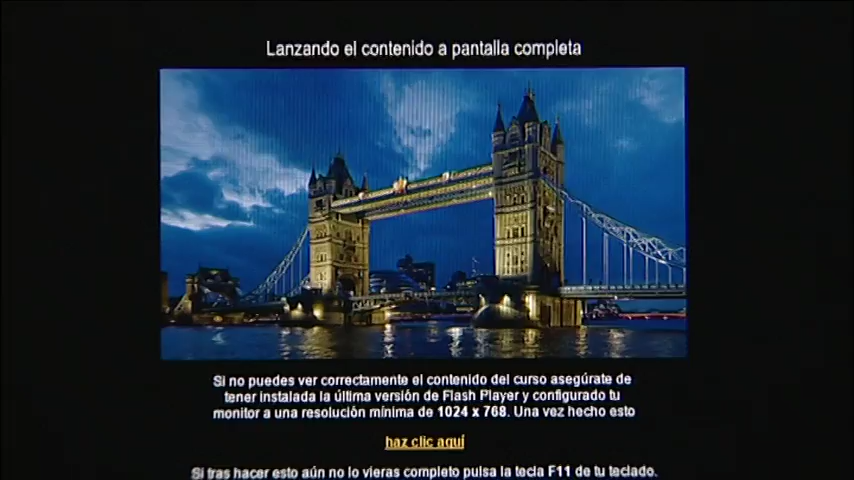 Lanzando el contenido a pantalla completa
Si no puedes ver correctamente el contenido del curso asegúrate de
tener instalada la última versión de Flash Player y configurado tu
monitor a una resolución mínima de 1024 x 768. Una vez hecho esto
haz clic aquí
Si tras hacer esto aún no lo vieras completo pulsa la tecla F11 de tu teclado.